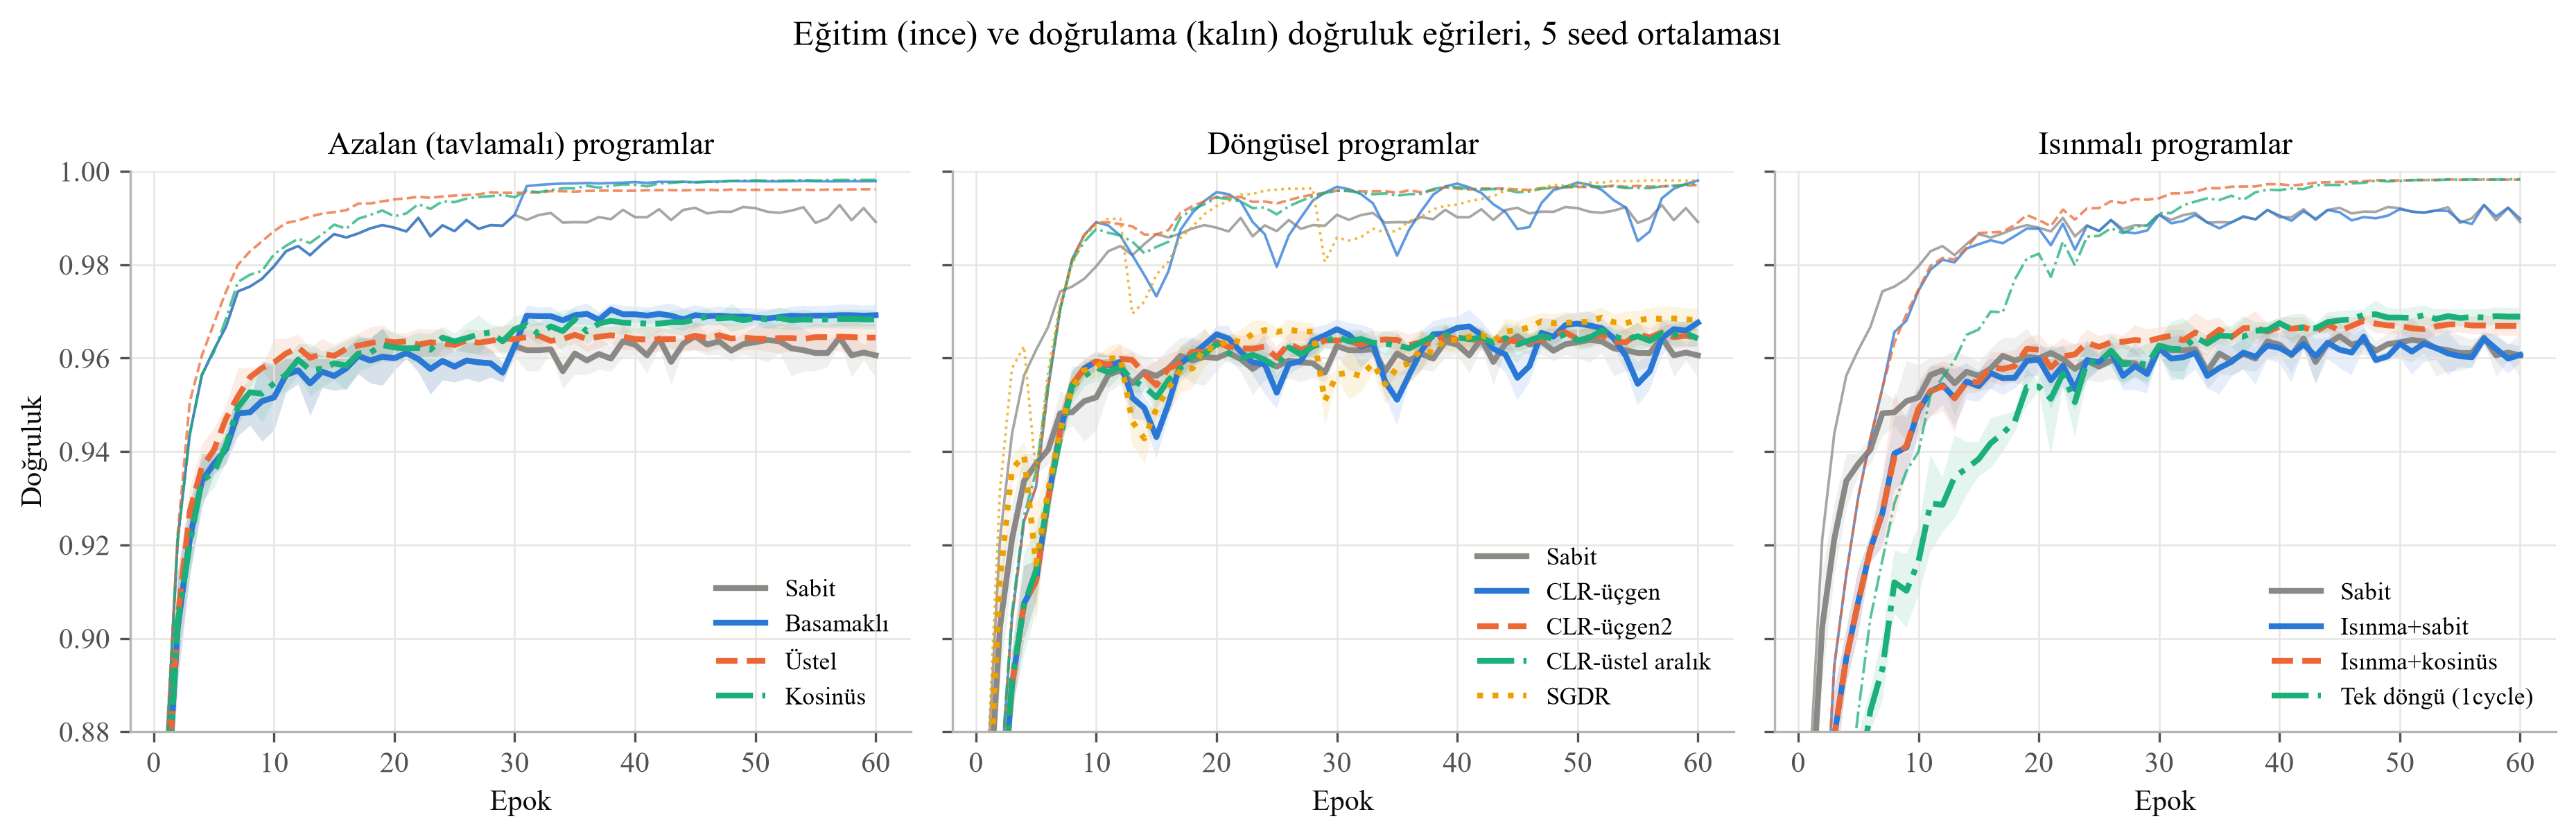 Eğitim (ince) ve doğrulama (kalın) doğruluk eğrileri, 5 seed ortalaması
Azalan (tavlamalı) programlar
Döngüsel programlar
Isınmalı programlar
Doğruluk
1.00
0.98
0.96
0.94
0.92
0.90
0.88
Sabit
Basamaklı
Üstel
Kosinüs
Sabit
CLR-üçgen
CLR-üçgen2
CLR-üstel aralık
SGDR
Sabit
Isınma+sabit
Isınma+kosinüs
Tek döngü (1cycle)
0 10 20 30 40 50 60
0 10 20 30 40 50 60
0 10 20 30 40 50 60
Epok
Epok
Epok